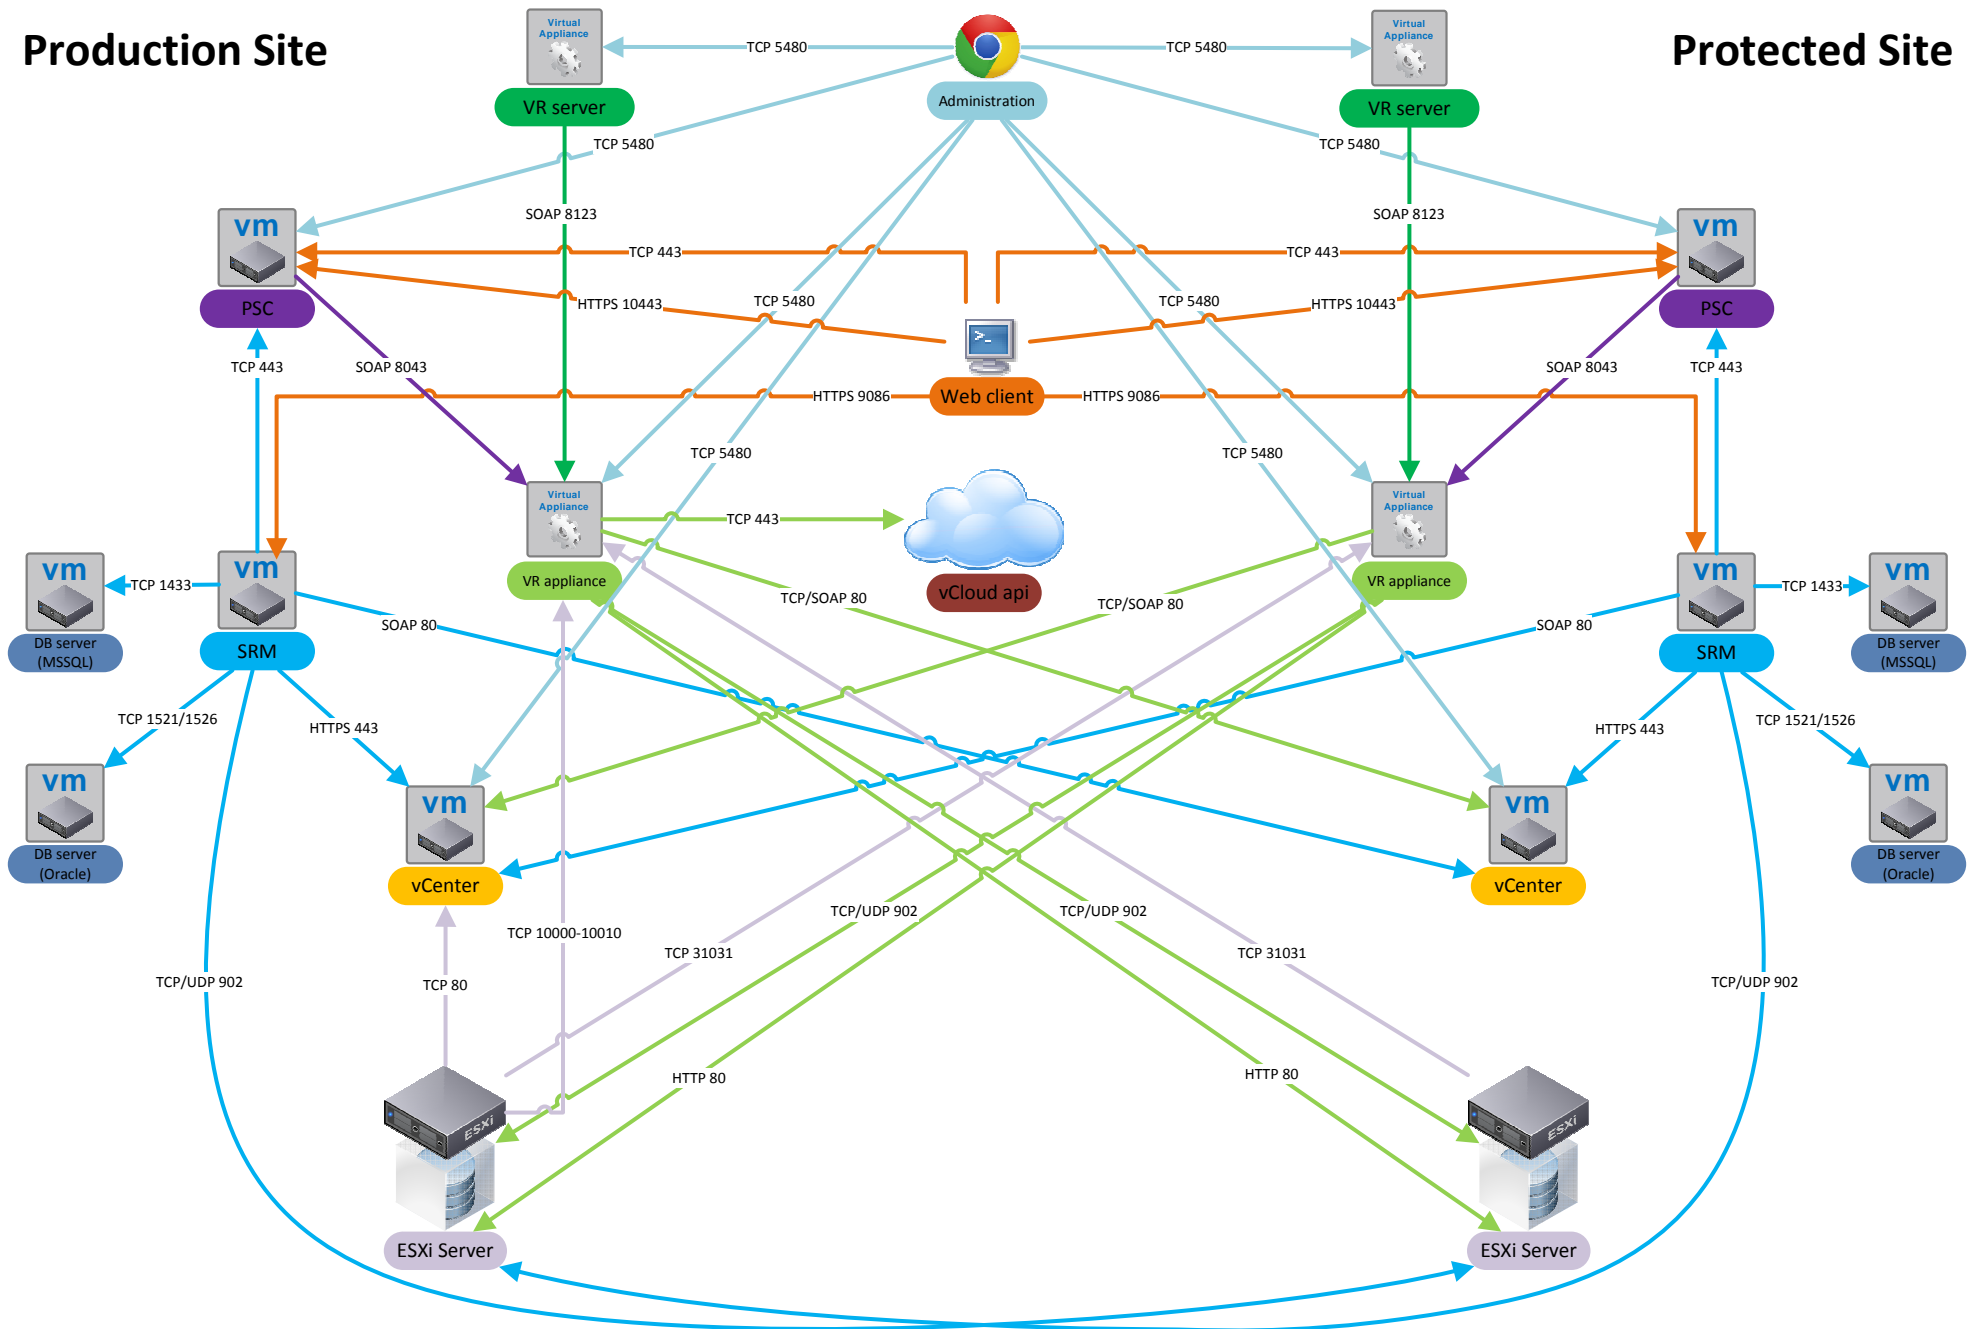 Production Site
Protected Site
Virtual
Appliance
VR server
TCP 5480
TCP 5480
Administration
Virtual
Appliance
VR server
TCP 5480
TCP 5480
vm
PSC
SOAP 8123
SOAP 8123
vm
PSC
TCP 443
TCP 443
HTTPS 10443
TCP 5480
TCP 5480
HTTPS 10443
TCP 443
SOAP 8043
SOAP 8043
TCP 443
HTTPS 9086
Web client
HTTPS 9086
TCP 5480
TCP 5480
Virtual
Appliance
VR appliance
TCP 443
vCloud api
Virtual
Appliance
VR appliance
vm
DB server
(MSSQL)
TCP 1433
vm
SRM
SOAP 80
TCP/SOAP 80
TCP/SOAP 80
SOAP 80
vm
SRM
TCP 1433
vm
DB server
(MSSQL)
TCP 1521/1526
HTTPS 443
HTTPS 443
TCP 1521/1526
vm
DB server
(Oracle)
vm
vCenter
vm
vCenter
vm
DB server
(Oracle)
TCP/UDP 902
TCP/UDP 902
TCP 10000-10010
TCP 31031
TCP 31031
TCP/UDP 902
TCP 80
TCP/UDP 902
HTTP 80
HTTP 80
ESXi
ESXi Server
ESXi
ESXi Server